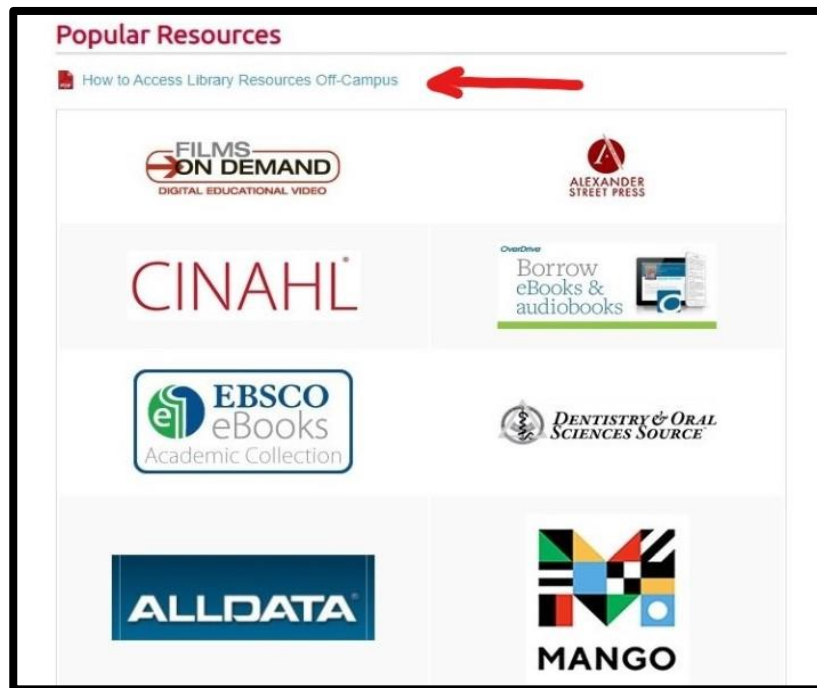 Popular Resources
PDF
How to Access Library Resources Off-Campus
FILMS
ON DEMAND
DIGITAL EDUCATIONAL VIDEO
A
ALEXANDER
STREET PRESS
CINAHL®
OverDrive
Borrow
eBooks &
audiobooks
e
EBSCO
eBooks
Academic Collection
DENTISTRY & ORAL
SCIENCES SOURCE™
ALLDATA®
MANGO